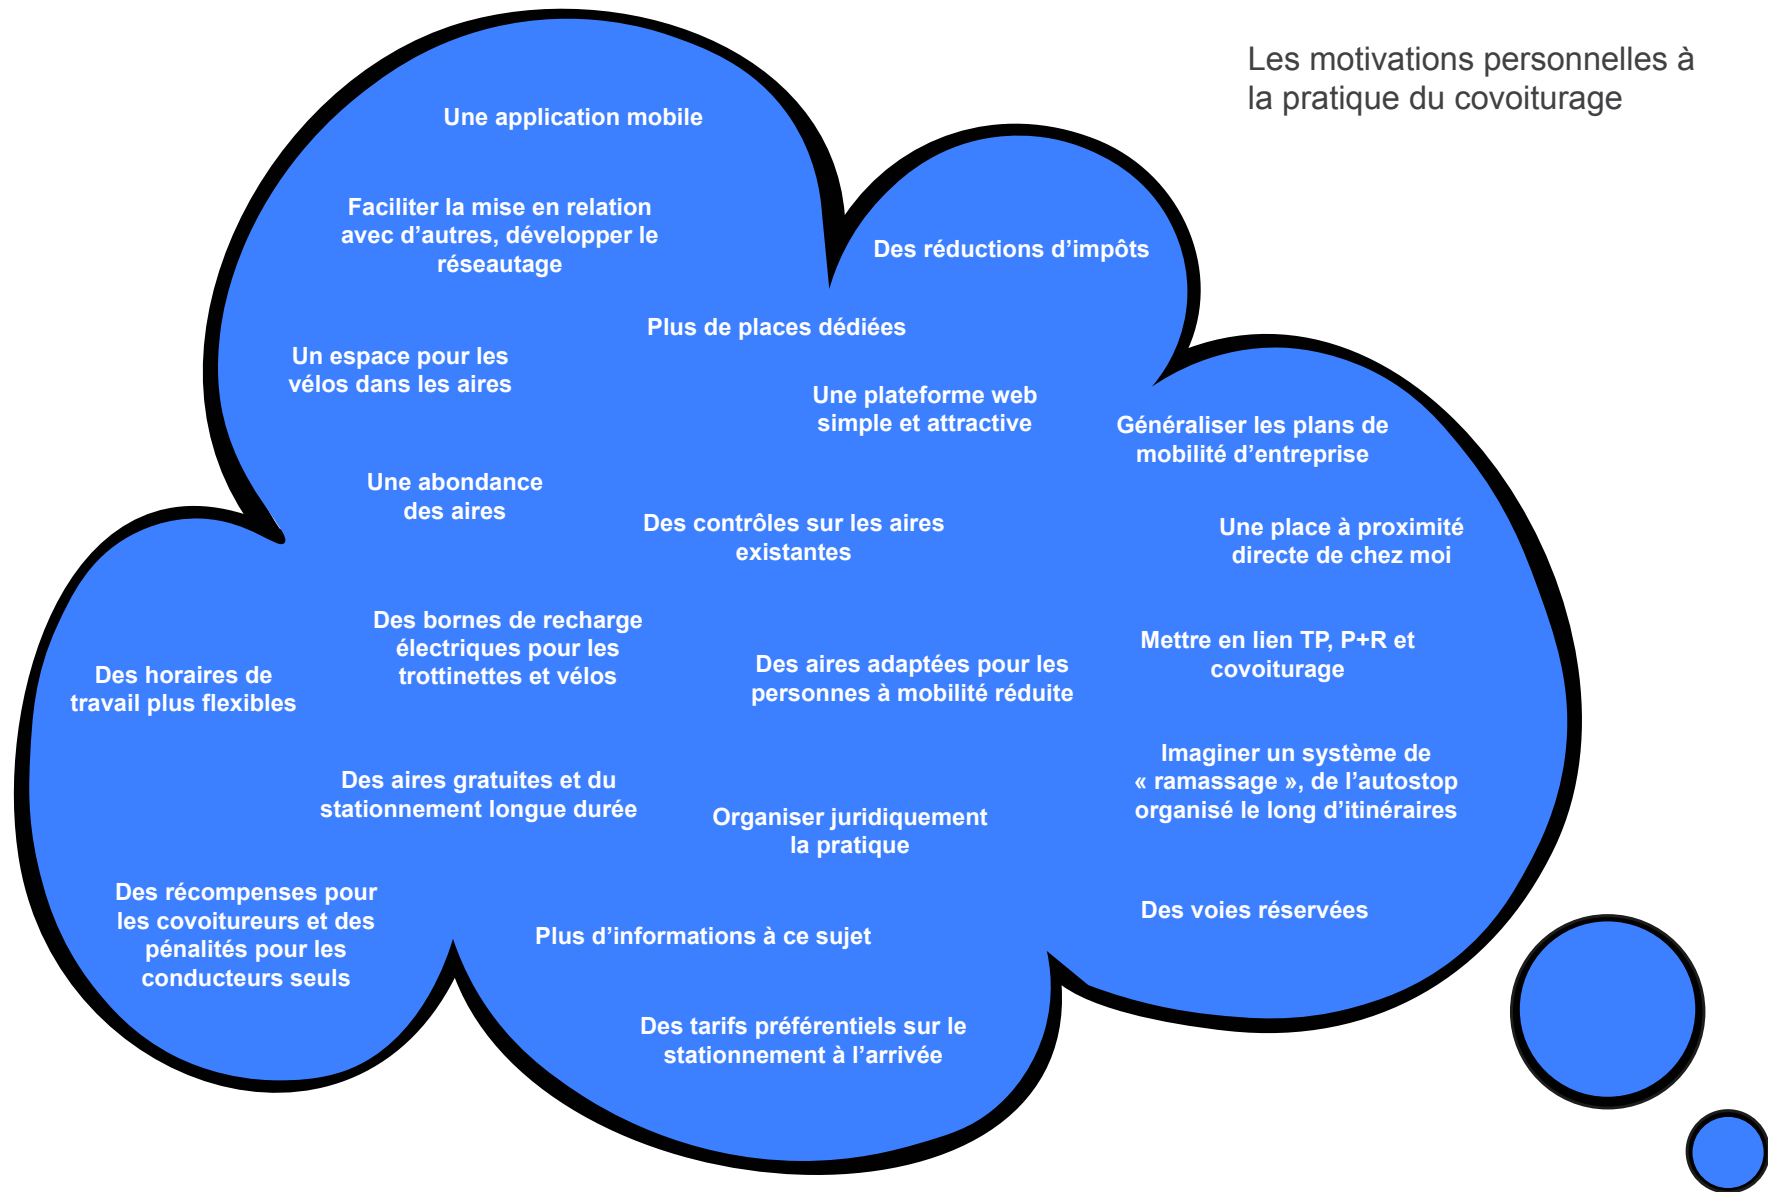 Les motivations personnelles à
la pratique du covoiturage
Une application mobile
Faciliter la mise en relation
avec d’autres, développer le
réseautage
Des réductions d’impôts
Plus de places dédiées
Un espace pour les
vélos dans les aires
Une plateforme web
simple et attractive
Généraliser les plans de
mobilité d’entreprise
Une abondance
des aires
Des contrôles sur les aires
existantes
Une place à proximité
directe de chez moi
Des bornes de recharge
électriques pour les
trottinettes et vélos
Mettre en lien TP, P+R et
covoiturage
Des aires adaptées pour les
personnes à mobilité réduite
Des horaires de
travail plus flexibles
Imaginer un système de
« ramassage », de l’autostop
organisé le long d’itinéraires
Des aires gratuites et du
stationnement longue durée
Organiser juridiquement
la pratique
Des récompenses pour
les covoitureurs et des
pénalités pour les
conducteurs seuls
Des voies réservées
Plus d’informations à ce sujet
Des tarifs préférentiels sur le
stationnement à l’arrivée